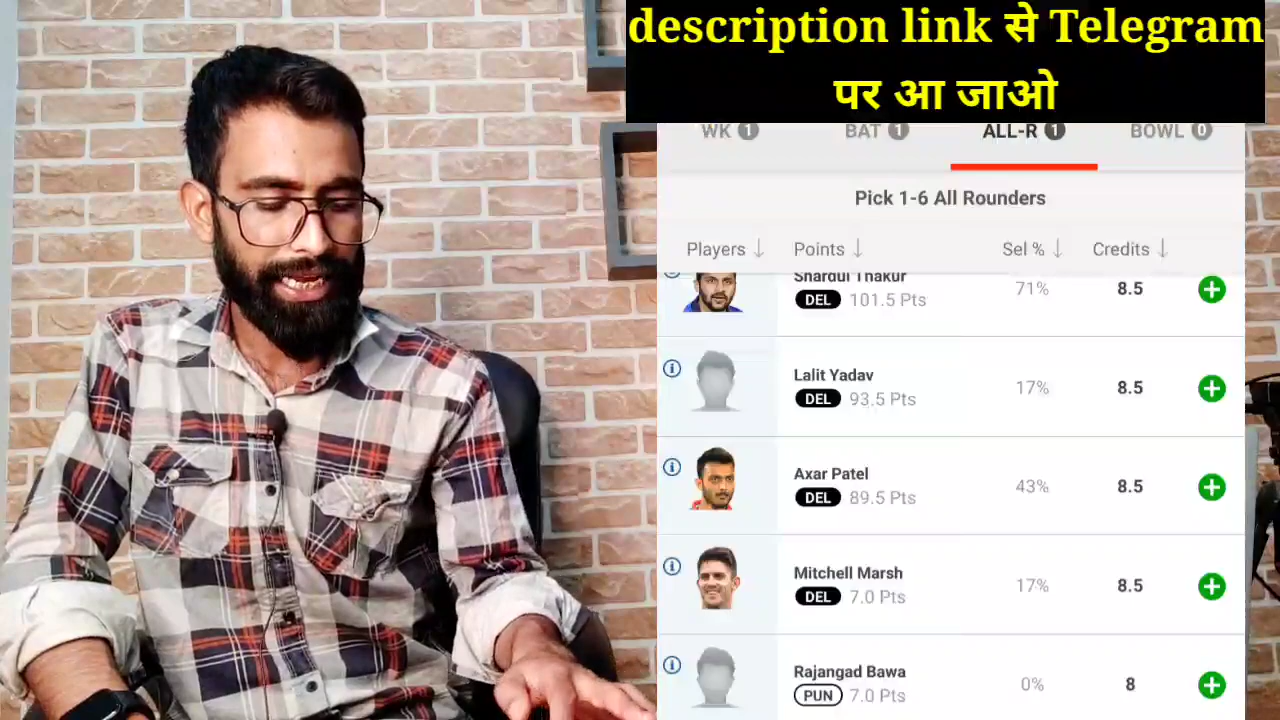 description link से Telegram
पर आ जाओ
WK 1 BAT 1 ALL-R 1 BOWL 0
Pick 1-6 All Rounders
Players ↓ Points ↓ Sel % ↓ Credits ↓
Shardul Thakur
DEL 101.5 Pts 71% 8.5
Lalit Yadav
DEL 93.5 Pts 17% 8.5
Axar Patel
DEL 89.5 Pts 43% 8.5
Mitchell Marsh
DEL 7.0 Pts 17% 8.5
Rajangad Bawa
PUN 7.0 Pts 0% 8